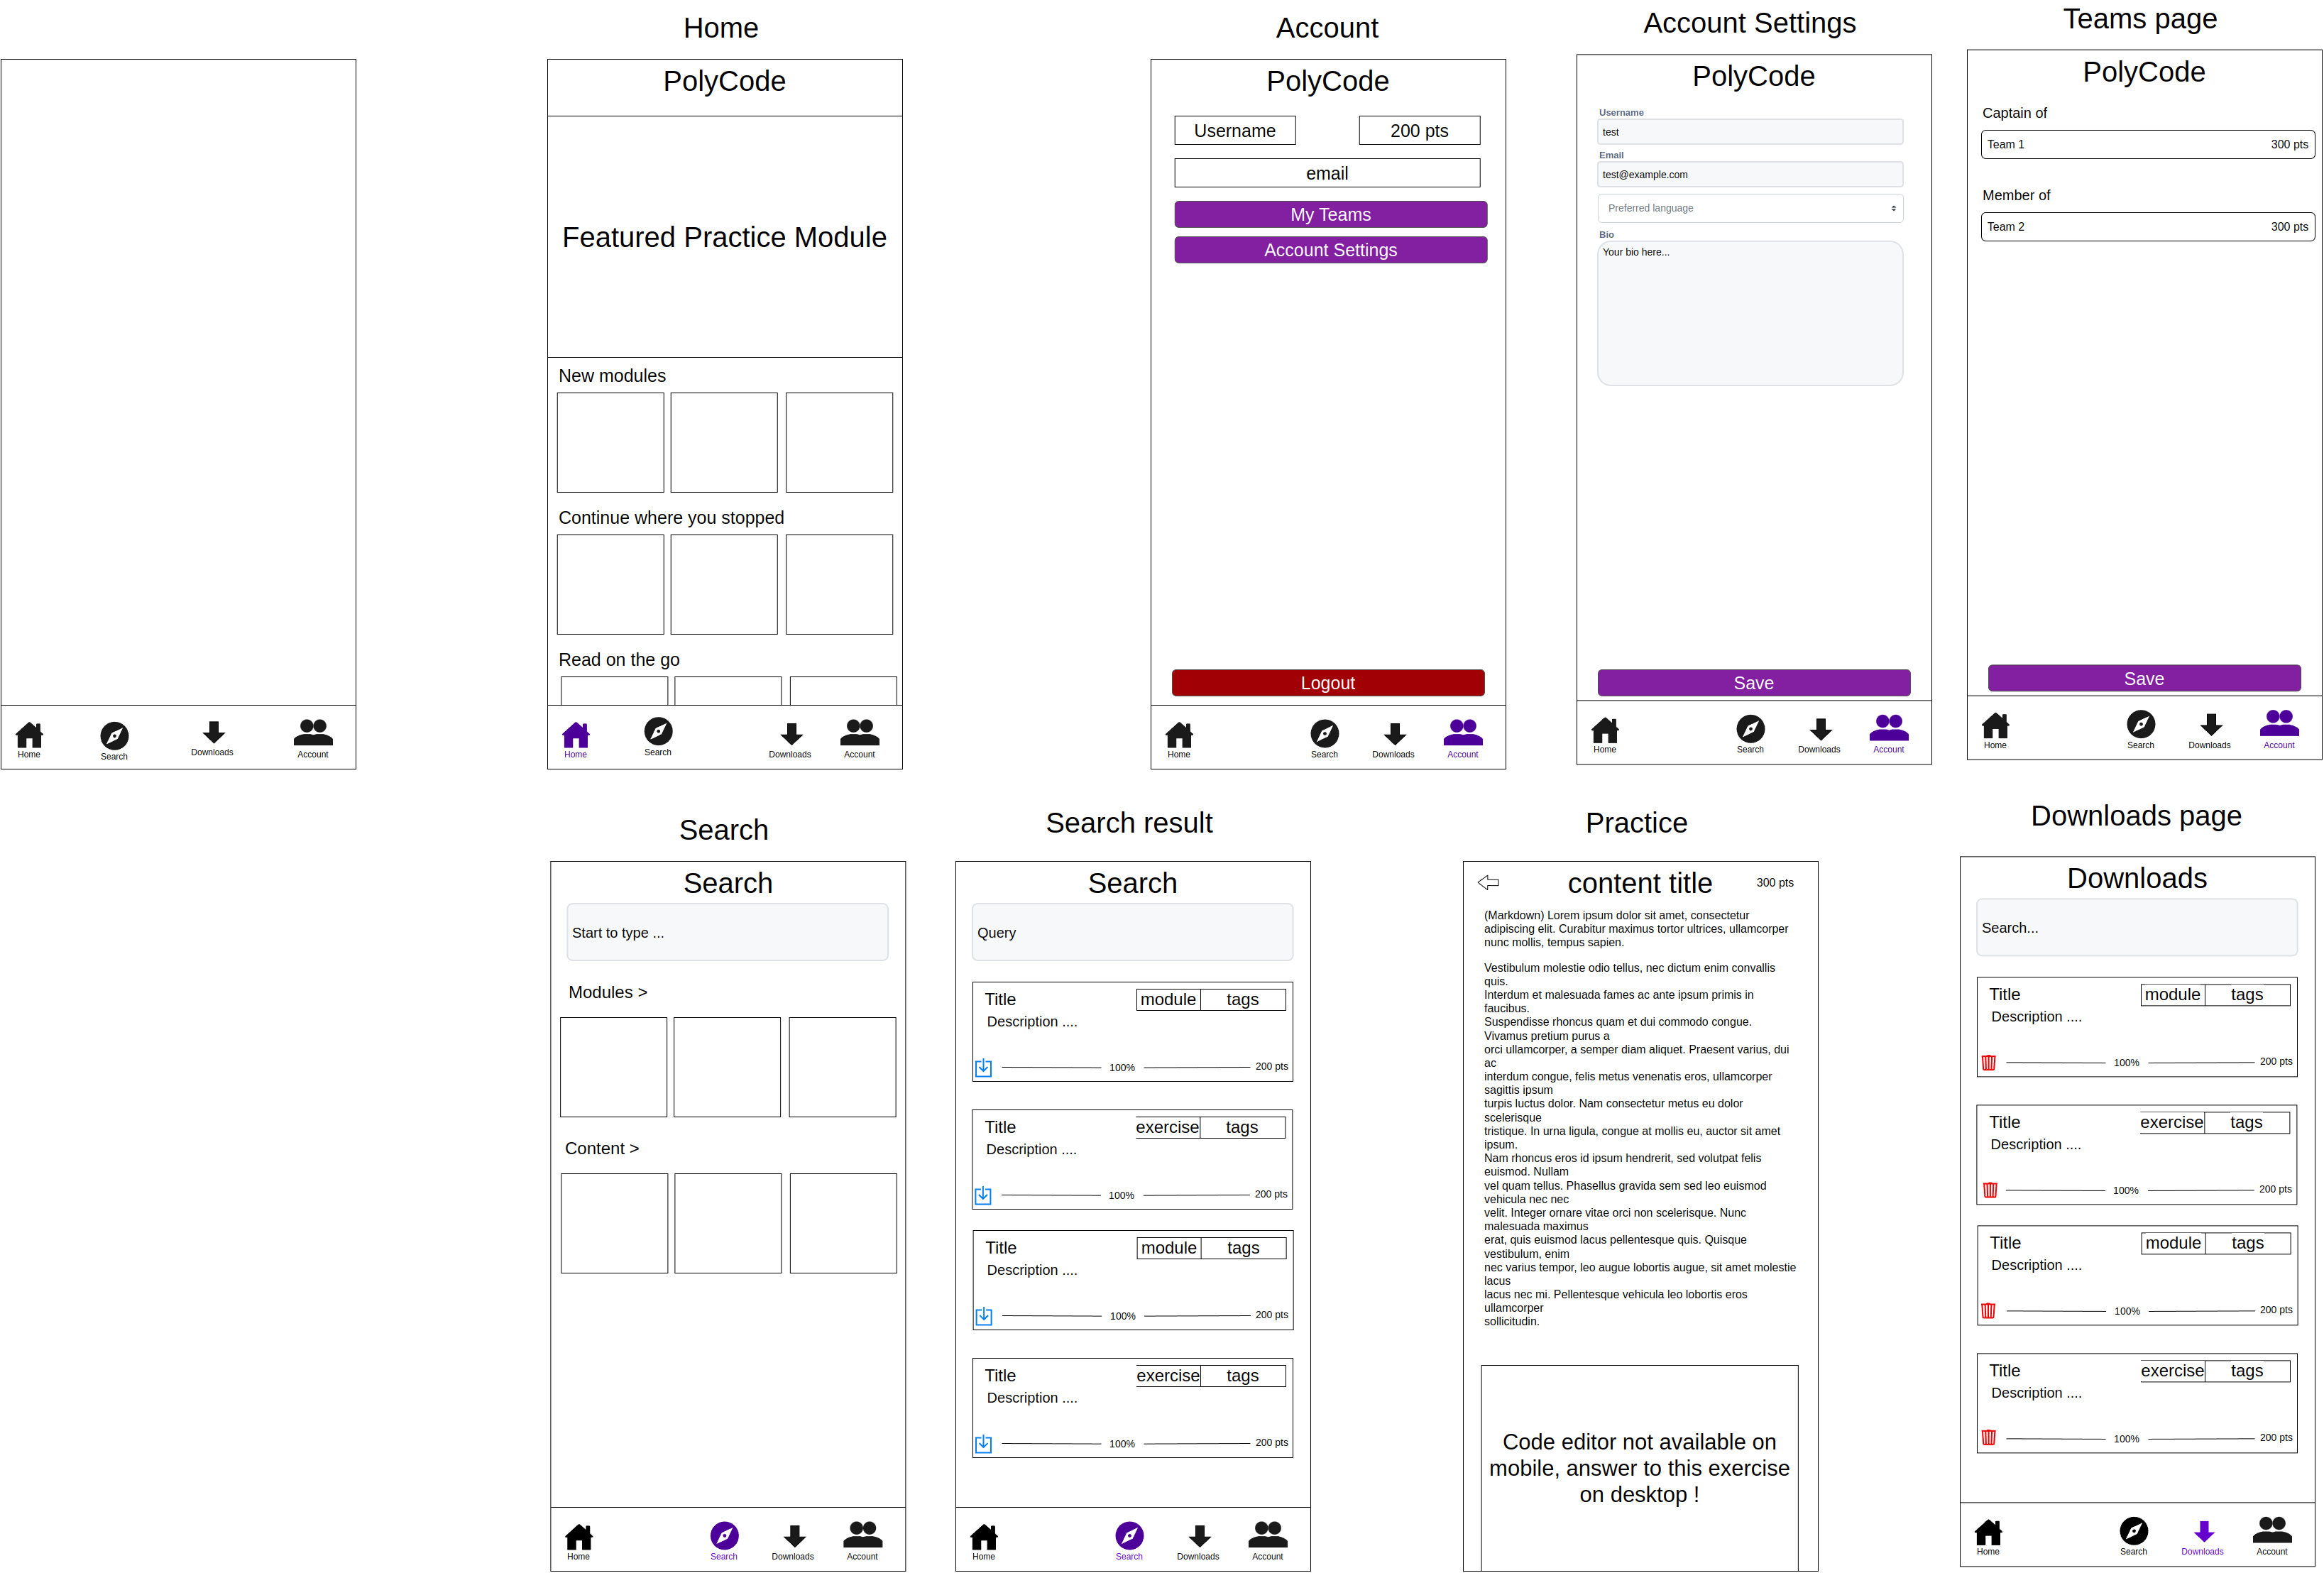 Home
Downloads
Search
Account
Home
PolyCode
Featured Practice Module
New modules
Continue where you stopped
Read on the go
Home
Search
Downloads
Account
Account
PolyCode
Username
200 pts
email
My Teams
Account Settings
Logout
Home
Search
Downloads
Account
Account Settings
PolyCode
Username
test
Email
test@example.com
Preferred language
Bio
Your bio here...
Save
Home
Search
Downloads
Account
Teams page
PolyCode
Captain of
Team 1 300 pts
Member of
Team 2 300 pts
Save
Home
Search
Downloads
Account
Search
Search
Start to type ...
Modules >
Content >
Home
Search
Downloads
Account
Search result
Search
Query
Title module tags
Description ....
100% 200 pts
Title exercise tags
Description ....
100% 200 pts
Title module tags
Description ....
100% 200 pts
Title exercise tags
Description ....
100% 200 pts
Home
Search
Downloads
Account
Practice
content title 300 pts
(Markdown) Lorem ipsum dolor sit amet, consectetur
adipiscing elit. Curabitur maximus tortor ultrices, ullamcorper
nunc mollis, tempus sapien.
Vestibulum molestie odio tellus, nec dictum enim convallis
quis.
Interdum et malesuada fames ac ante ipsum primis in
faucibus.
Suspendisse rhoncus quam et dui commodo congue.
Vivamus pretium purus a
orci ullamcorper, a semper diam aliquet. Praesent varius, dui
ac
interdum congue, felis metus venenatis eros, ullamcorper
sagittis ipsum
turpis luctus dolor. Nam consectetur metus eu dolor
scelerisque
tristique. In urna ligula, congue at mollis eu, auctor sit amet
ipsum.
Nam rhoncus eros id ipsum hendrerit, sed volutpat felis
euismod. Nullam
vel quam tellus. Phasellus gravida sem sed leo euismod
vehicula nec nec
velit. Integer ornare vitae orci non scelerisque. Nunc
malesuada maximus
erat, quis euismod lacus pellentesque quis. Quisque
vestibulum, enim
nec varius tempor, leo augue lobortis augue, sit amet molestie
lacus
lacus nec mi. Pellentesque vehicula leo lobortis eros
ullamcorper
sollicitudin.
Code editor not available on
mobile, answer to this exercise
on desktop !
Downloads page
Downloads
Search...
Title module tags
Description ....
100% 200 pts
Title exercise tags
Description ....
100% 200 pts
Title module tags
Description ....
100% 200 pts
Title exercise tags
Description ....
100% 200 pts
Home
Search
Downloads
Account